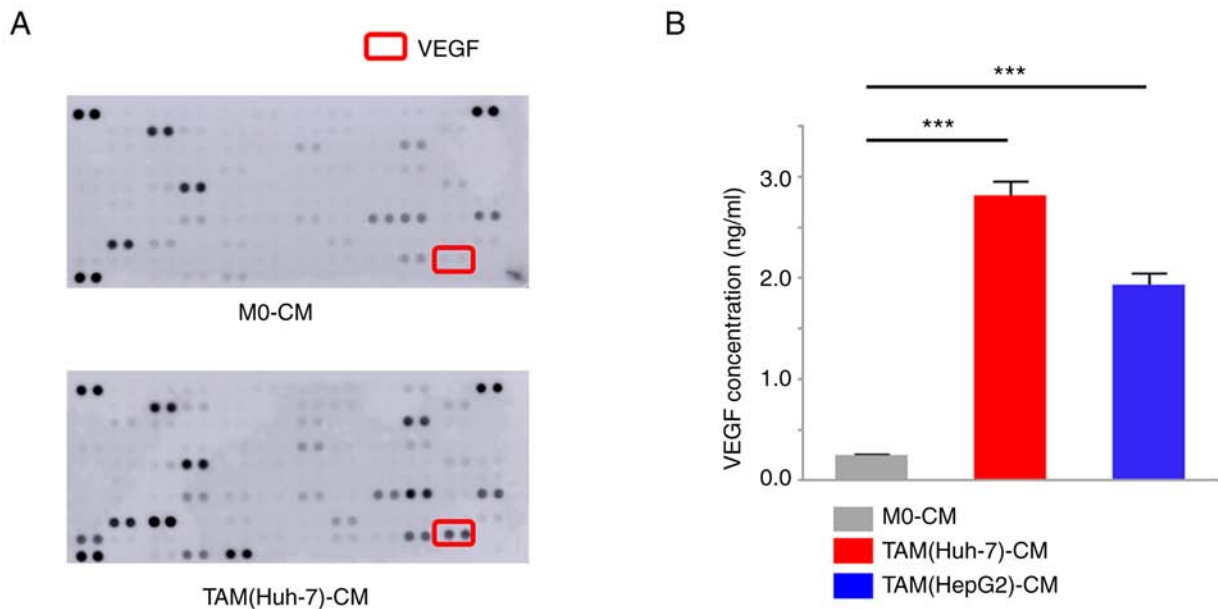 A
VEGF
M0-CM
TAM(Huh-7)-CM
B
***
***
VEGF concentration (ng/ml)
3.0
2.0
1.0
0.0
M0-CM
TAM(Huh-7)-CM
TAM(HepG2)-CM